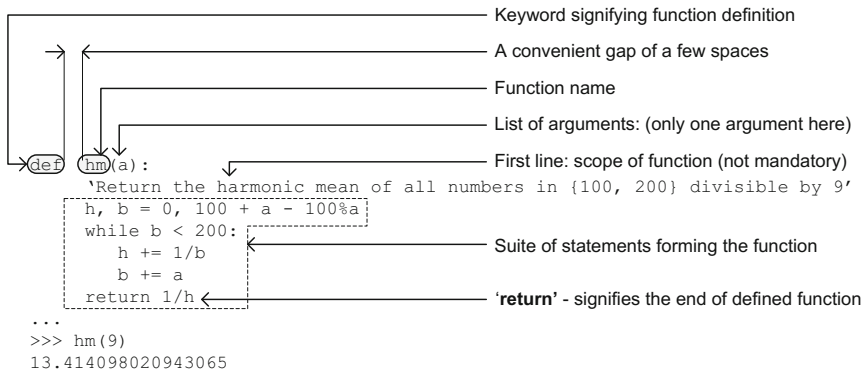 Keyword signifying function definition
A convenient gap of a few spaces
Function name
List of arguments: (only one argument here)
def hm(a):
First line: scope of function (not mandatory)
‘Return the harmonic mean of all numbers in {100, 200} divisible by 9’
h, b = 0, 100 + a - 100%a
while b < 200:
h += 1/b
Suite of statements forming the function
b += a
return 1/h
‘return’ - signifies the end of defined function
...
>>> hm(9)
13.414098020943065